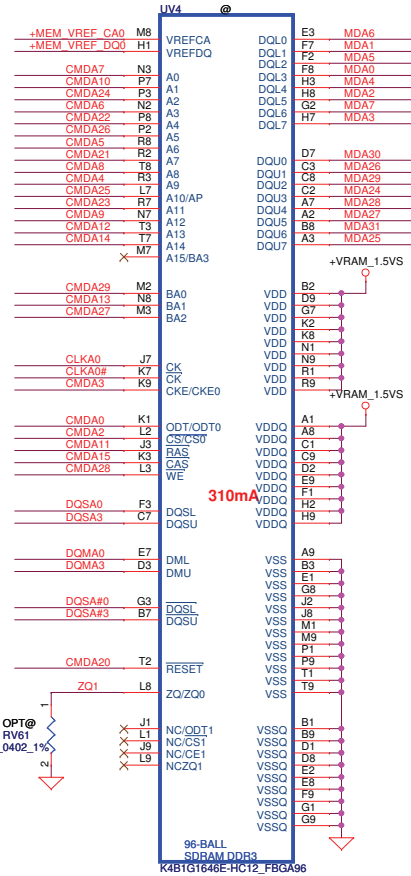 UV4 @
+MEM_VREF_CA0 M8 VREFCA DQL0 E3 MDA6
+MEM_VREF_DQ0 H1 VREFDQ DQL1 F7 MDA1
DQL2 F2 MDA5
CMDA7 N3 A0 DQL3 F8 MDA0
CMDA10 P7 A1 DQL4 H3 MDA4
CMDA24 P3 A2 DQL5 H8 MDA2
CMDA6 N2 A3 DQL6 G2 MDA7
CMDA22 P8 A4 DQL7 H7 MDA3
CMDA26 P2 A5
CMDA5 R8 A6
CMDA21 R2 A7 DQU0 D7 MDA30
CMDA8 T8 A8 DQU1 C3 MDA26
CMDA4 R3 A9 DQU2 C8 MDA29
CMDA25 L7 A10/AP DQU3 C2 MDA24
CMDA23 R7 A11 DQU4 A7 MDA28
CMDA9 N7 A12 DQU5 A2 MDA27
CMDA12 T3 A13 DQU6 B8 MDA31
CMDA14 T7 A14 DQU7 A3 MDA25
M7 A15/BA3
+VRAM_1.5VS
CMDA29 M2 BA0 VDD B2
CMDA13 N8 BA1 VDD D9
CMDA27 M3 BA2 VDD G7
VDD K2
VDD K8
VDD N1
CLKA0 J7 CK VDD N9
CLKA0# K7 CK VDD R1
CMDA3 K9 CKE/CKE0 VDD R9
+VRAM_1.5VS
CMDA0 K1 ODT/ODT0 VDDQ A1
CMDA2 L2 CS/CS0 VDDQ A8
CMDA11 J3 RAS VDDQ C1
CMDA15 K3 CAS VDDQ C9
CMDA28 L3 WE VDDQ D2
VDDQ E9
310mA VDDQ F1
DQSA0 F3 DQSL VDDQ H2
DQSA3 C7 DQSU VDDQ H9
DQMA0 E7 DML VSS A9
DQMA3 D3 DMU VSS B3
VSS E1
VSS G8
DQSA#0 G3 DQSL VSS J2
DQSA#3 B7 DQSU VSS J8
VSS M1
VSS M9
VSS P1
CMDA20 T2 RESET VSS P9
VSS T1
ZQ1 L8 ZQ/ZQ0 VSS T9
1
OPT@
RV61
_0402_1%
2
J1 NC/ODT1 VSSQ B1
L1 NC/CS1 VSSQ B9
J9 NC/CE1 VSSQ D1
L9 NCZQ1 VSSQ D8
VSSQ E2
VSSQ E8
VSSQ F9
VSSQ G1
VSSQ G9
96-BALL
SDRAM DDR3
K4B1G1646E-HC12_FBGA96